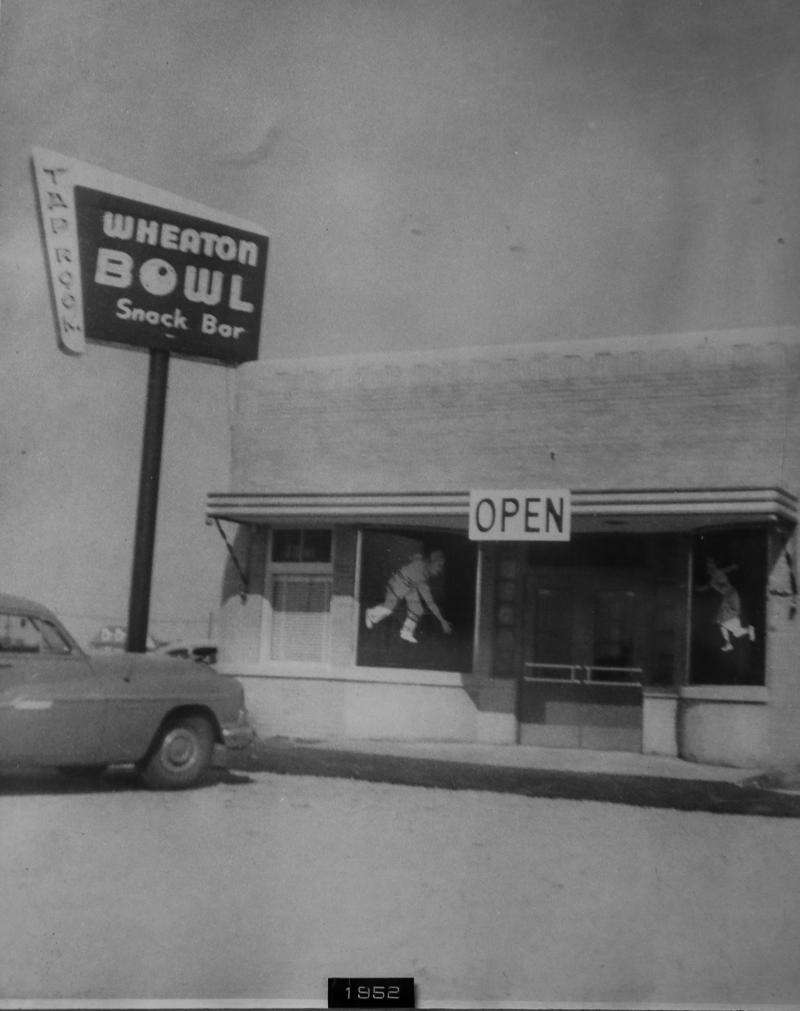 TAP ROOM
WHEATON
BOWL
Snack Bar
OPEN
1952